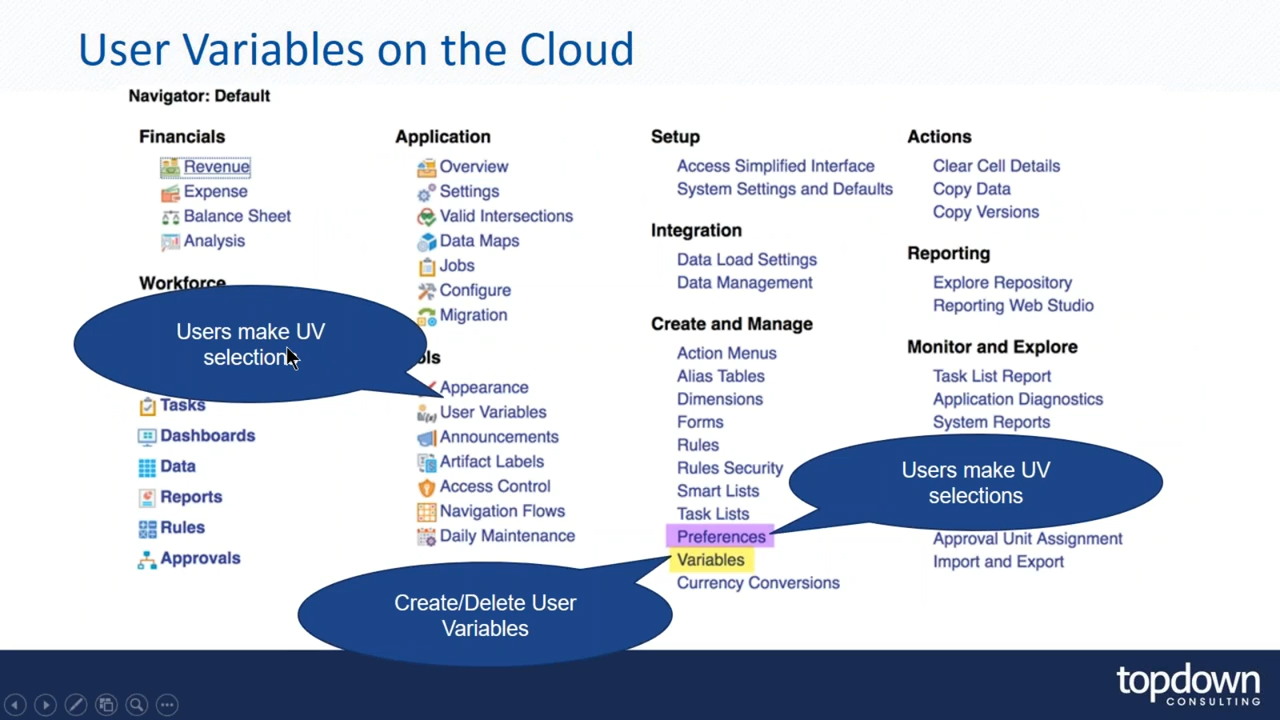 User Variables on the Cloud
Navigator: Default
Financials
Revenue
Expense
Balance Sheet
Analysis
Workforce
Users make UV
selections
Tasks
Dashboards
Data
Reports
Rules
Approvals
Application
Overview
Settings
Valid Intersections
Data Maps
Jobs
Configure
Migration
Appearance
User Variables
Announcements
Artifact Labels
Access Control
Navigation Flows
Daily Maintenance
Setup
Access Simplified Interface
System Settings and Defaults
Integration
Data Load Settings
Data Management
Create and Manage
Action Menus
Alias Tables
Dimensions
Forms
Rules
Rules Security
Smart Lists
Task Lists
Preferences
Variables
Currency Conversions
Create/Delete User
Variables
Actions
Clear Cell Details
Copy Data
Copy Versions
Reporting
Explore Repository
Reporting Web Studio
Monitor and Explore
Task List Report
Application Diagnostics
System Reports
Users make UV
selections
Approval Unit Assignment
Import and Export
topdown
CONSULTING